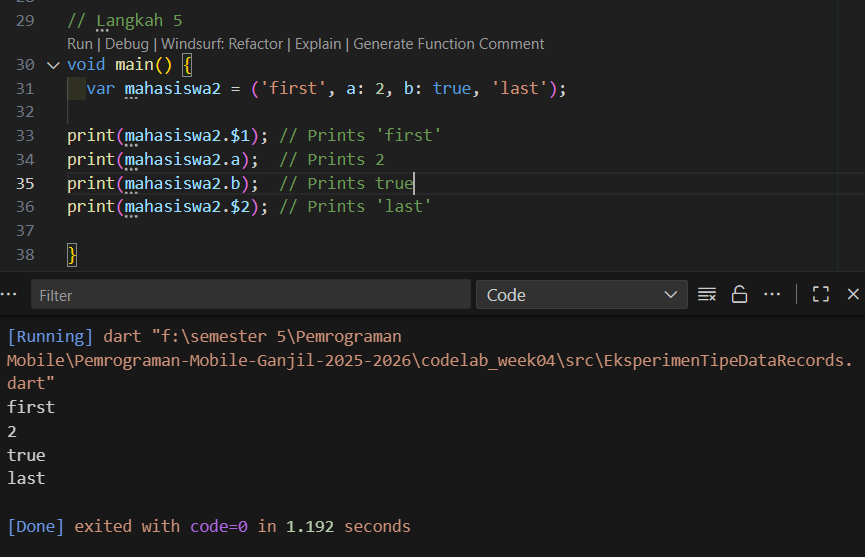 29 // Langkah 5
Run | Debug | Windsurf: Refactor | Explain | Generate Function Comment
30 void main() {
31 var mahasiswa2 = ('first', a: 2, b: true, 'last');
32
33 print(mahasiswa2.$1); // Prints 'first'
34 print(mahasiswa2.a);  // Prints 2
35 print(mahasiswa2.b);  // Prints true
36 print(mahasiswa2.$2); // Prints 'last'
37
38 }
Filter
Code
[Running] dart "f:\semester 5\Pemrograman
Mobile\Pemrograman-Mobile-Ganjil-2025-2026\codelab_week04\src\EksperimenTipeDataRecords.
dart"
first
2
true
last
[Done] exited with code=0 in 1.192 seconds